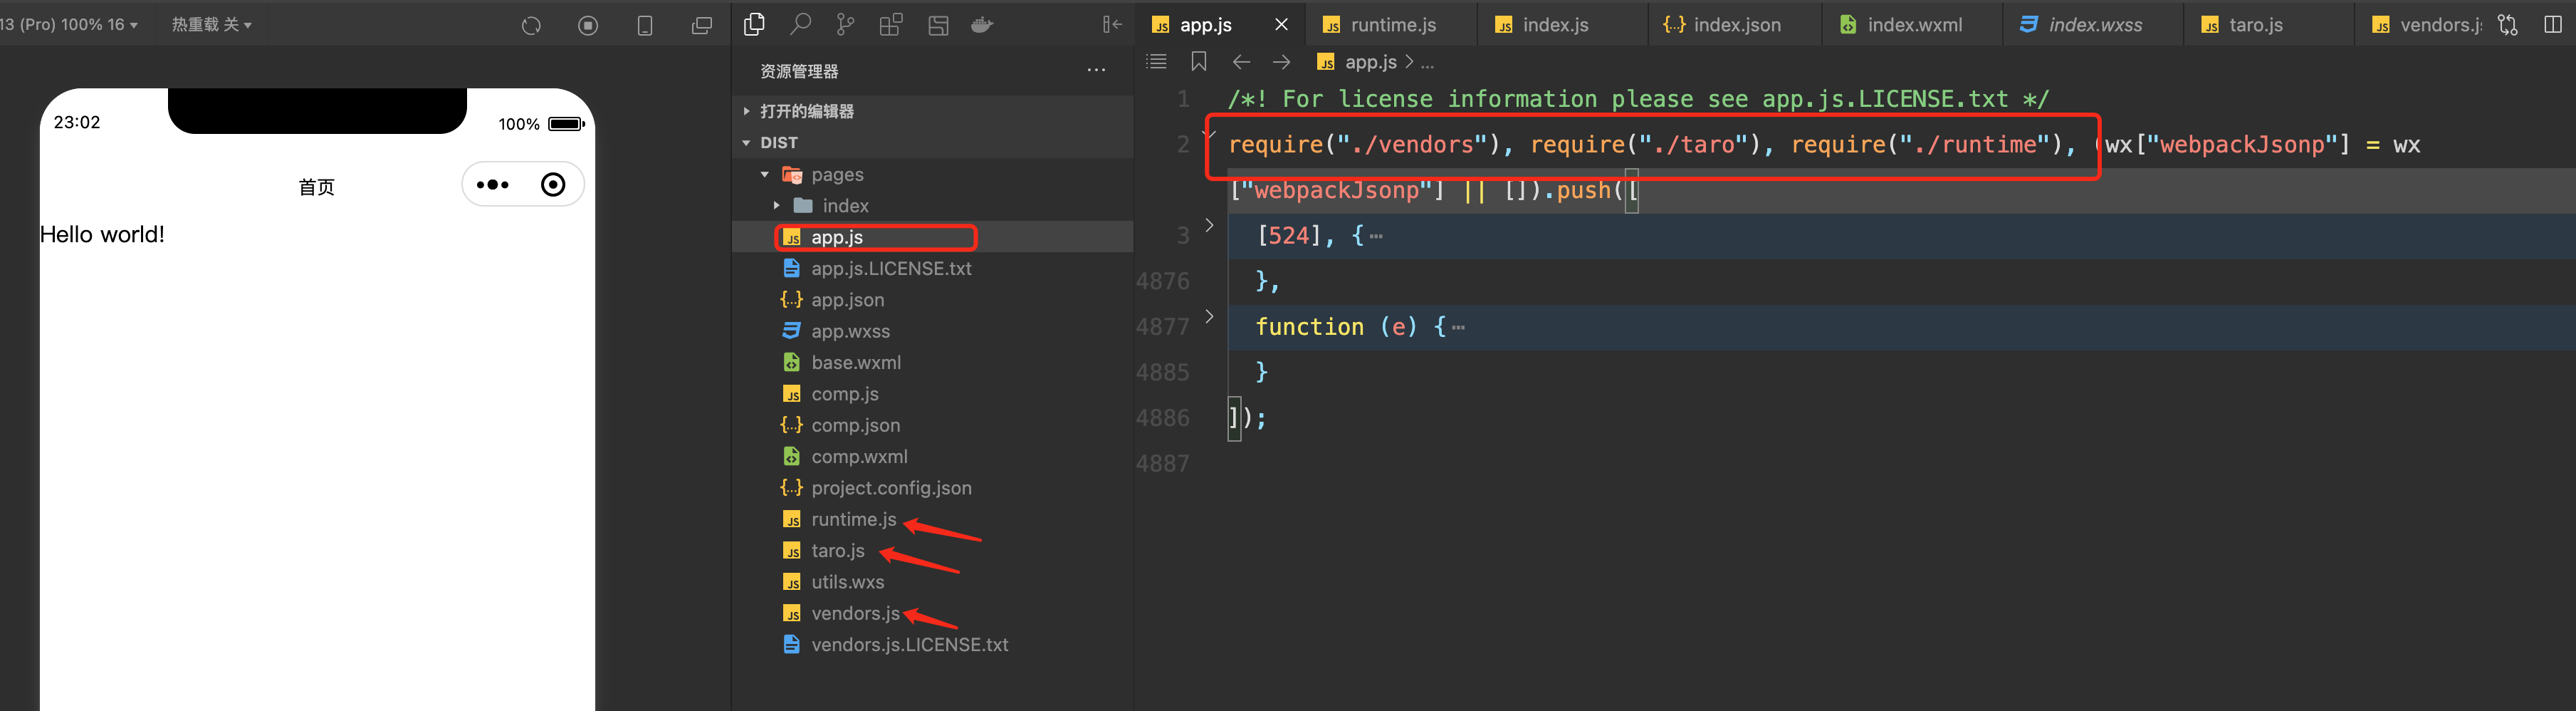 13 (Pro) 100% 16
热重载 关
23:02
100%
首页
Hello world!
资源管理器
打开的编辑器
DIST
pages
index
app.js
app.js.LICENSE.txt
app.json
app.wxss
base.wxml
comp.js
comp.json
comp.wxml
project.config.json
runtime.js
taro.js
utils.wxs
vendors.js
vendors.js.LICENSE.txt
app.js
runtime.js
index.js
index.json
index.wxml
index.wxss
taro.js
vendors.js
app.js > ...
1 /*! For license information please see app.js.LICENSE.txt */
2 require("./vendors"), require("./taro"), require("./runtime"), (wx["webpackJsonp"] = wx
["webpackJsonp"] || []).push([
3 [524], {…
4876 },
4877 function (e) {…
4885 }
4886 ]);
4887